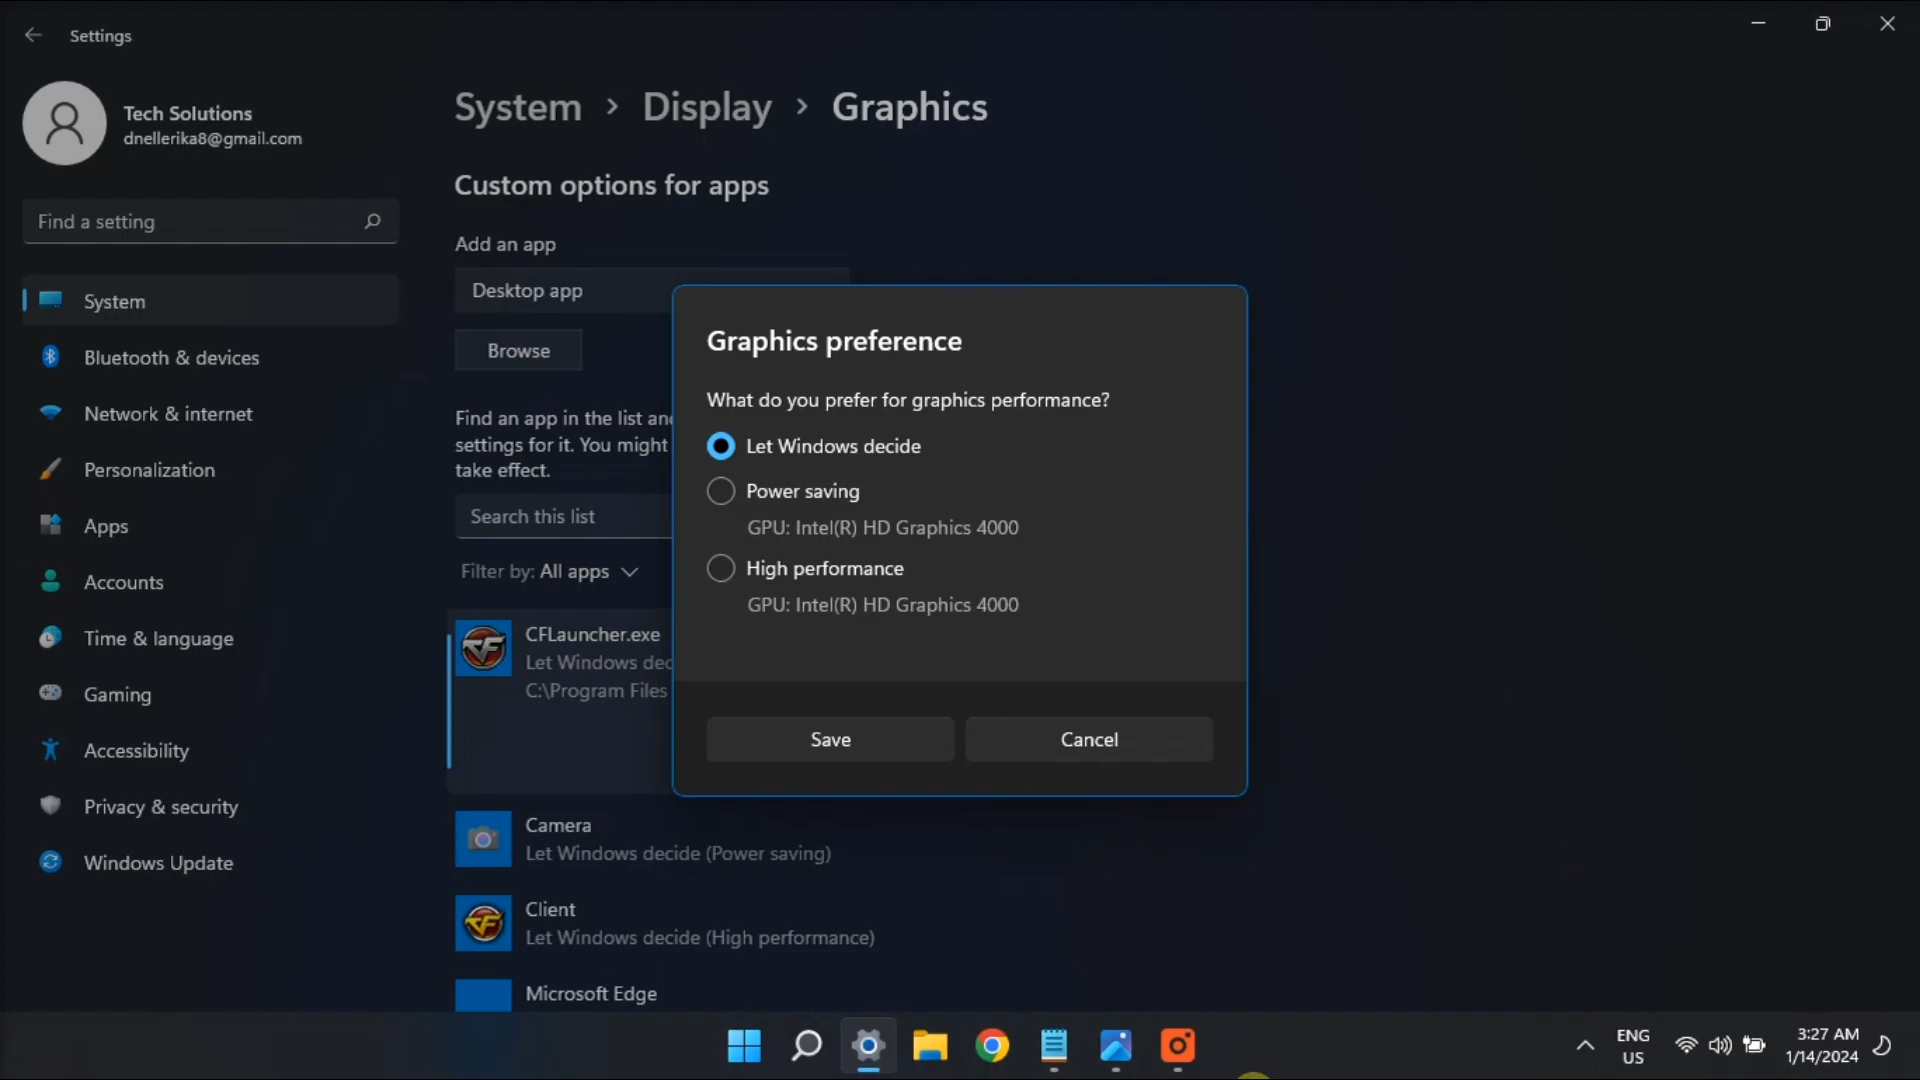 Settings
Tech Solutions
dnellerika8@gmail.com
Find a setting
System
Bluetooth & devices
Network & internet
Personalization
Apps
Accounts
Time & language
Gaming
Accessibility
Privacy & security
Windows Update
System > Display > Graphics
Custom options for apps
Add an app
Desktop app
Browse
Find an app in the list and
settings for it. You might
take effect.
Search this list
Filter by: All apps
CFLauncher.exe
Let Windows dec
C:\Program Files
Camera
Let Windows decide (Power saving)
Client
Let Windows decide (High performance)
Microsoft Edge
Graphics preference
What do you prefer for graphics performance?
Let Windows decide
Power saving
GPU: Intel(R) HD Graphics 4000
High performance
GPU: Intel(R) HD Graphics 4000
Save
Cancel
ENG
US
3:27 AM
1/14/2024